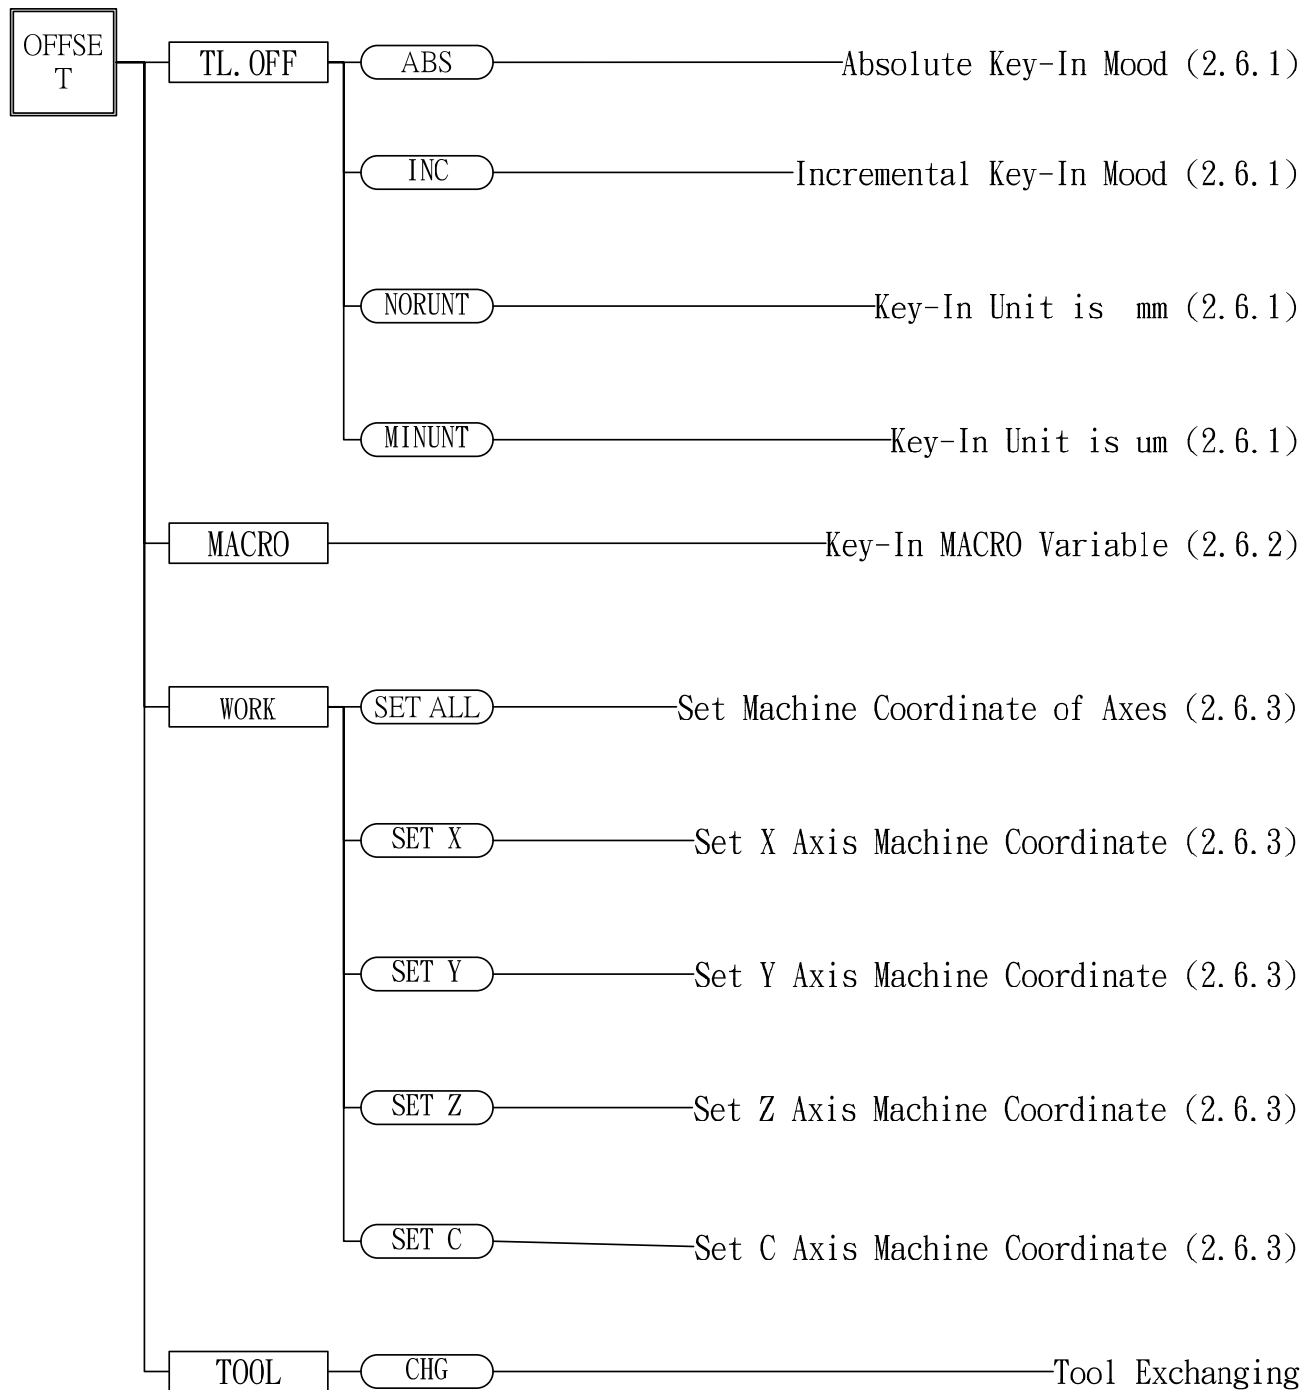 OFFSE
T
TL.OFF
ABS
Absolute Key-In Mood (2.6.1)
INC
Incremental Key-In Mood (2.6.1)
NORUNT
Key-In Unit is mm (2.6.1)
MINUNT
Key-In Unit is um (2.6.1)
MACRO
Key-In MACRO Variable (2.6.2)
WORK
SET ALL
Set Machine Coordinate of Axes (2.6.3)
SET X
Set X Axis Machine Coordinate (2.6.3)
SET Y
Set Y Axis Machine Coordinate (2.6.3)
SET Z
Set Z Axis Machine Coordinate (2.6.3)
SET C
Set C Axis Machine Coordinate (2.6.3)
TOOL
CHG
Tool Exchanging